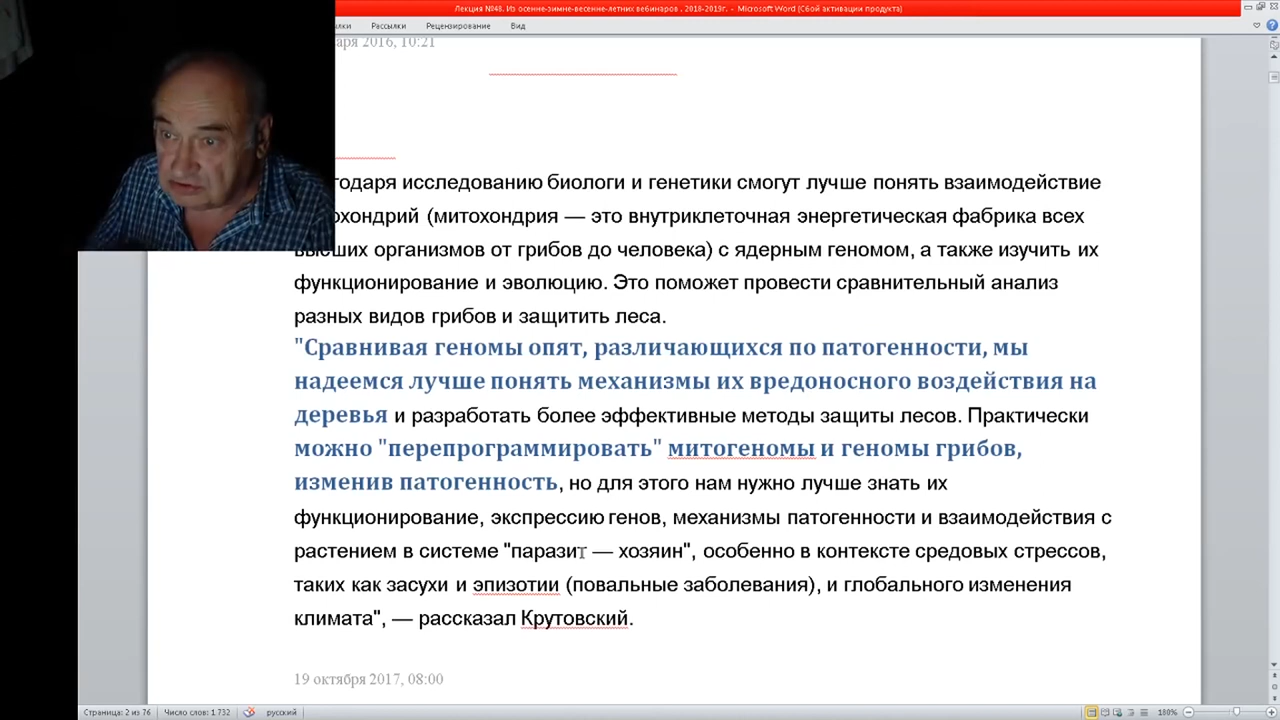 Лекция №48. Из осенне-зимне-весенне-летних вебинаров , 2018-2019г. - Microsoft Word (Сбой активации продукта)
Рассылки Рецензирование Вид
2016, 10:21
исследованию биологи и генетики смогут лучше понять взаимодействие
(митохондрия — это внутриклеточная энергетическая фабрика всех
высших организмов от грибов до человека) с ядерным геномом, а также изучить их
функционирование и эволюцию. Это поможет провести сравнительный анализ
разных видов грибов и защитить леса.
"Сравнивая геномы опят, различающихся по патогенности, мы
надеемся лучше понять механизмы их вредоносного воздействия на
деревья и разработать более эффективные методы защиты лесов. Практически
можно "перепрограммировать" митогеномы и геномы грибов,
изменив патогенность, но для этого нам нужно лучше знать их
функционирование, экспрессию генов, механизмы патогенности и взаимодействия с
растением в системе "паразит — хозяин", особенно в контексте средовых стрессов,
таких как засухи и эпизотии (повальные заболевания), и глобального изменения
климата", — рассказал Крутовский.
19 октября 2017, 08:00
Страница: 2 из 76 Число слов: 1 732 русский 180%